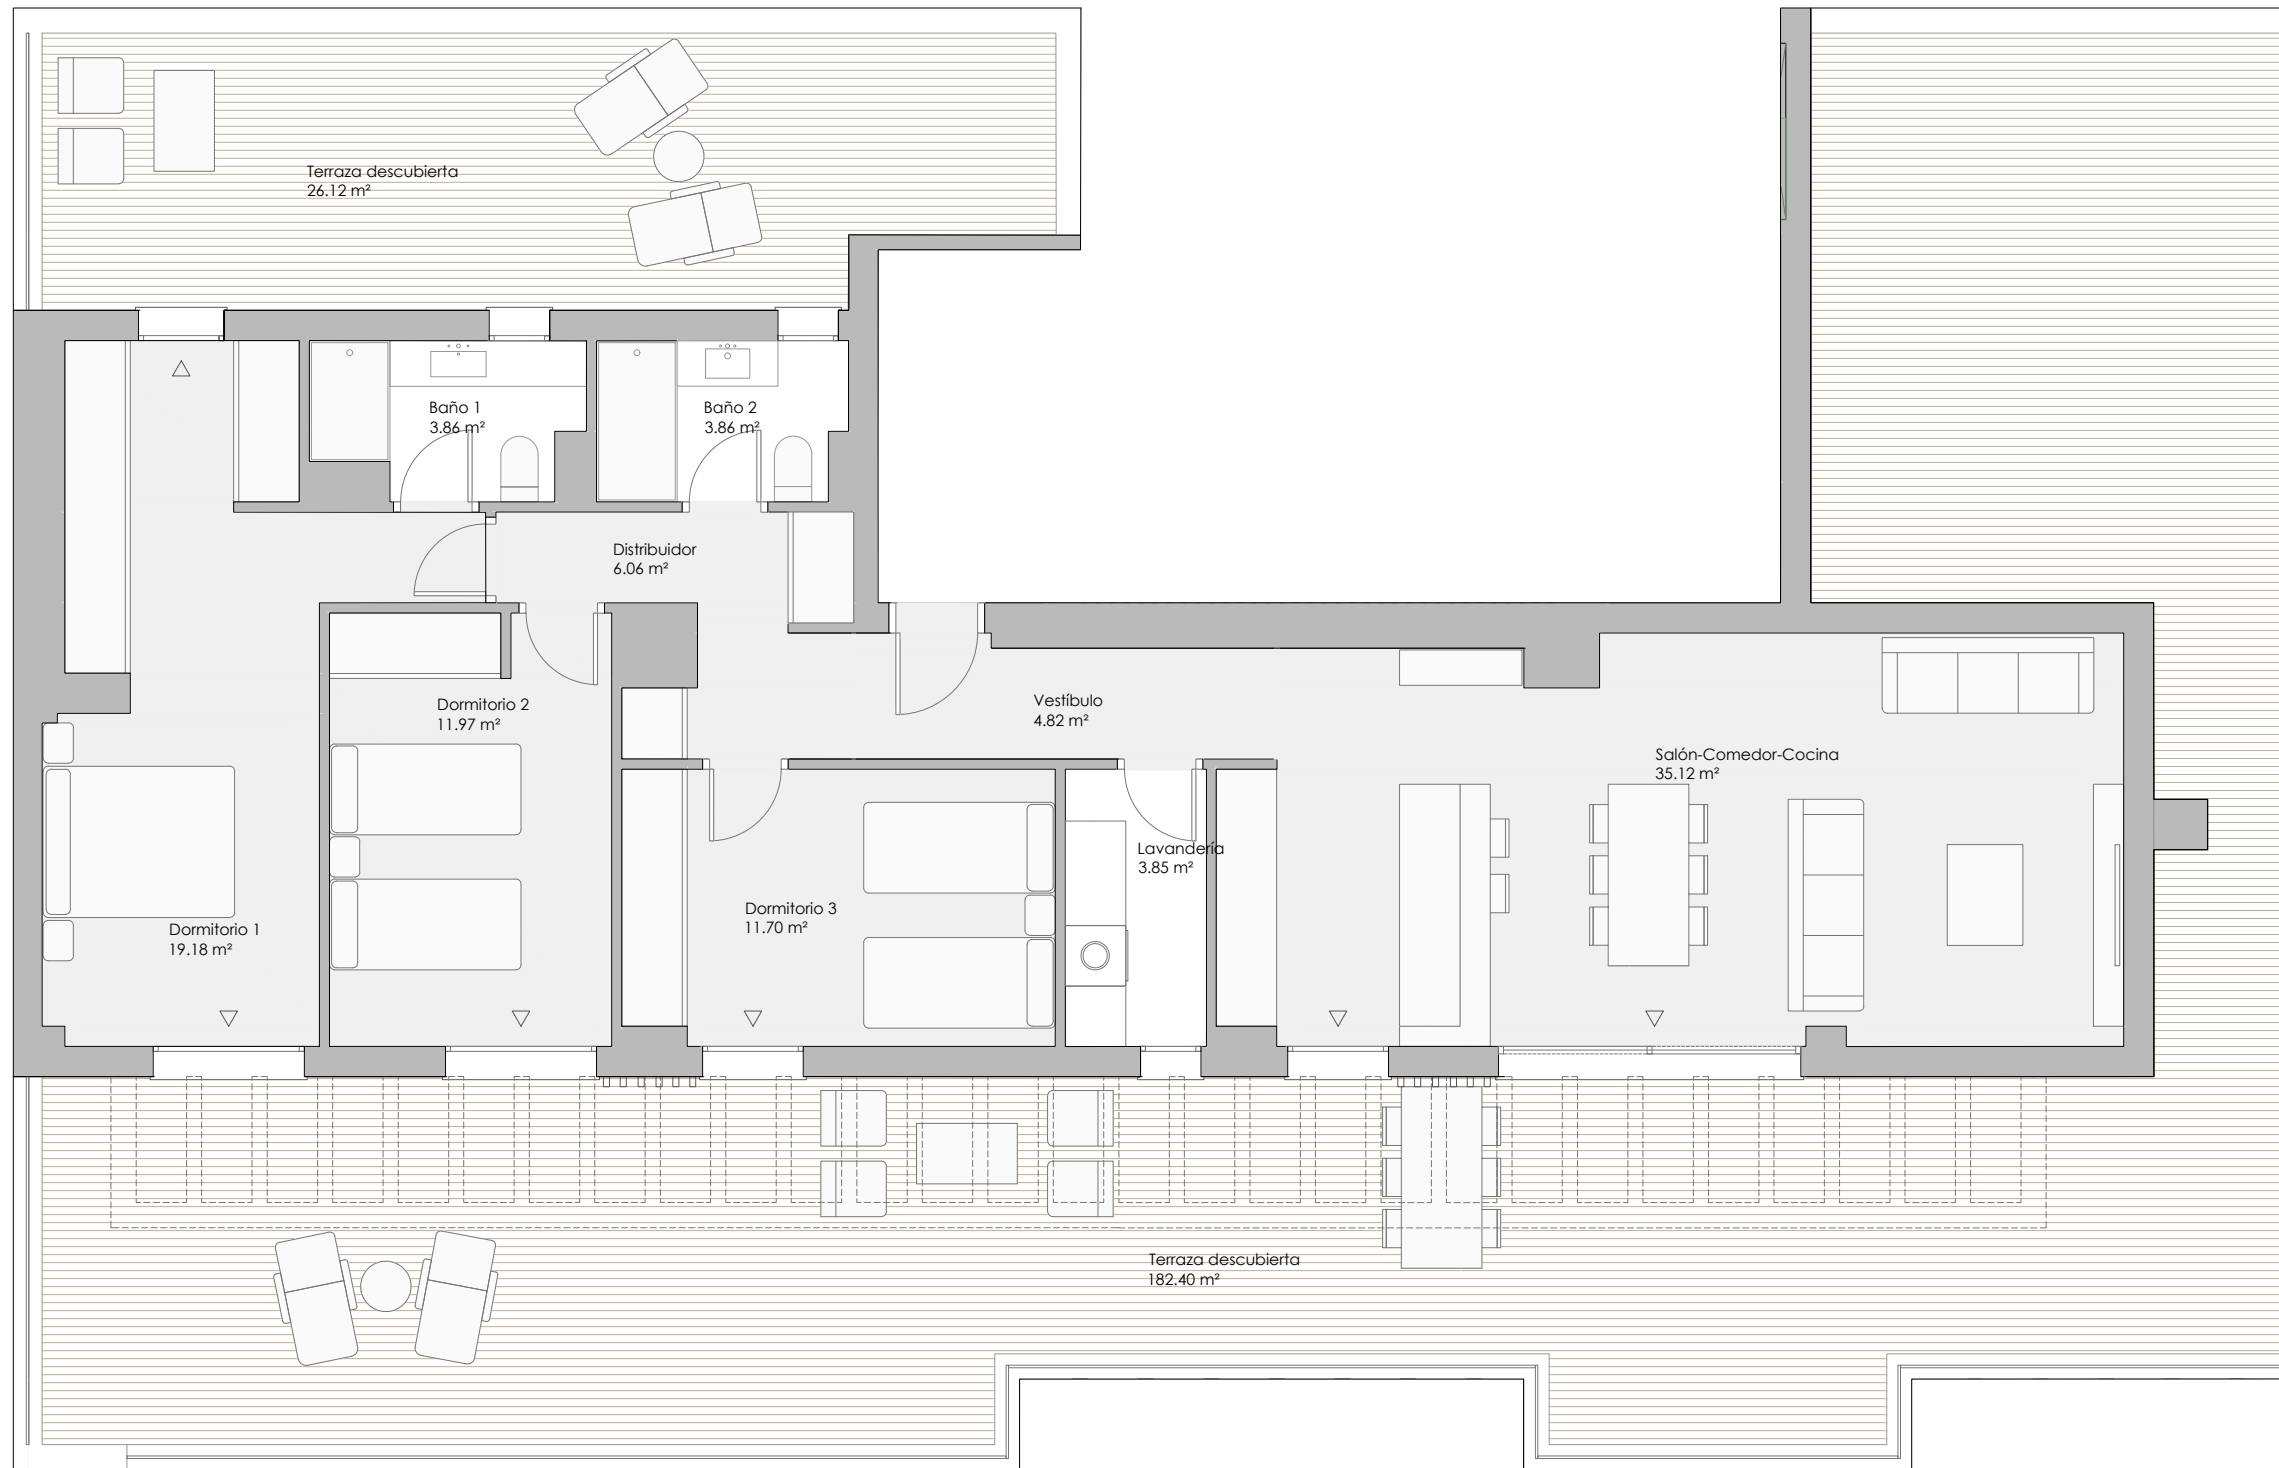 Terraza descubierta
26.12 m²
Baño 1
3.86 m²
Baño 2
3.86 m²
Distribuidor
6.06 m²
Dormitorio 2
11.97 m²
Vestíbulo
4.82 m²
Salón-Comedor-Cocina
35.12 m²
Lavandería
3.85 m²
Dormitorio 3
11.70 m²
Dormitorio 1
19.18 m²
Terraza descubierta
182.40 m²